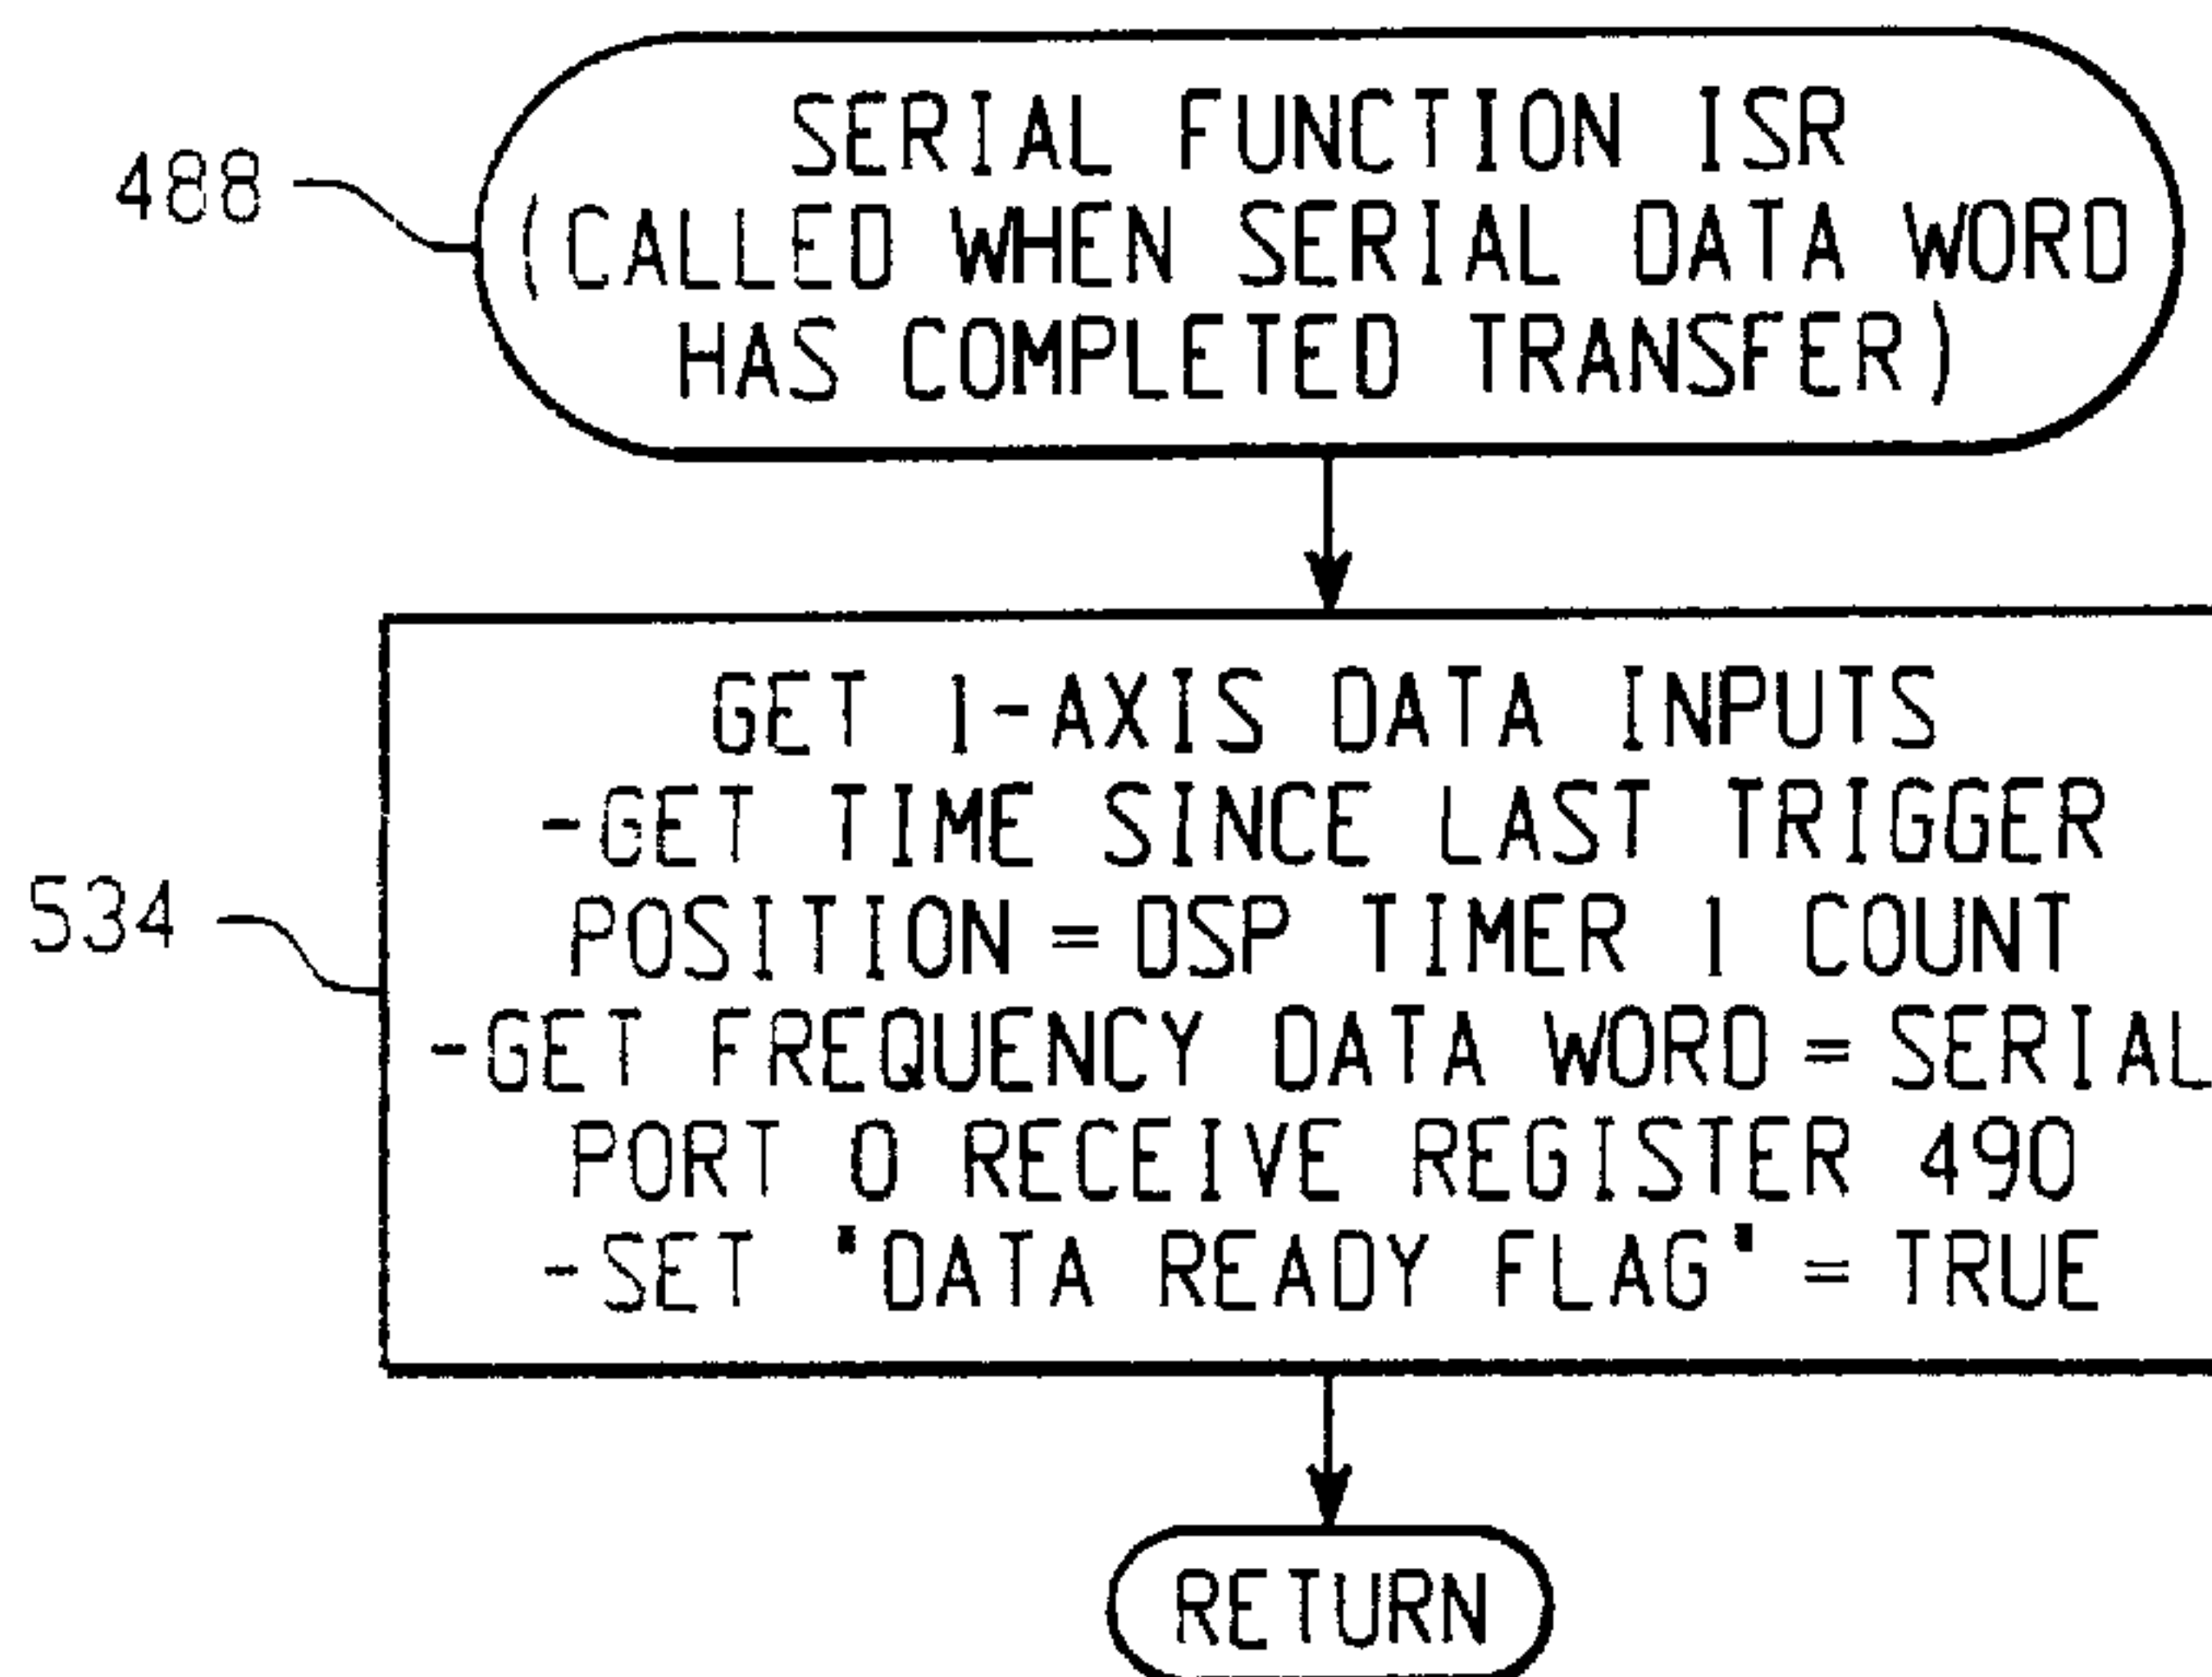 SERIAL FUNCTION ISR
488
(CALLED WHEN SERIAL DATA WORD
HAS COMPLETED TRANSFER)
GET 1-AXIS DATA INPUTS
-GET TIME SINCE LAST TRIGGER
534
POSITION = DSP TIMER 1 COUNT
-GET FREQUENCY DATA WORD = SERIAL
PORT 0 RECEIVE REGISTER 490
-SET "DATA READY FLAG" = TRUE
RETURN